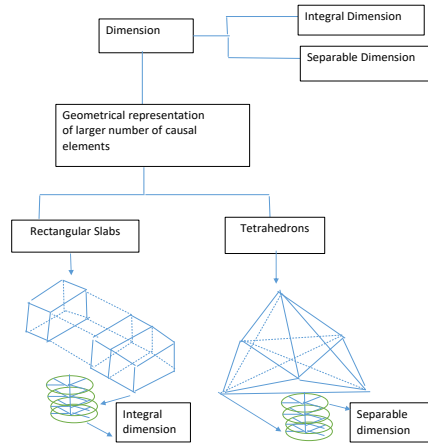 Integral Dimension
Dimension
Separable Dimension
Geometrical representation
of larger number of causal
elements
Rectangular Slabs
Tetrahedrons
Integral
dimension
Separable
dimension